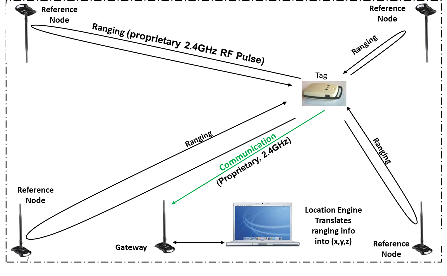 Reference
Node
Reference
Node
Ranging (proprietary 2.4GHz RF Pulse)
Ranging
Tag
Ranging
Communication
(Proprietary, 2.4GHz)
Ranging
Reference
Node
Gateway
Location Engine
Translates
ranging info
into (x,y,z)
Reference
Node